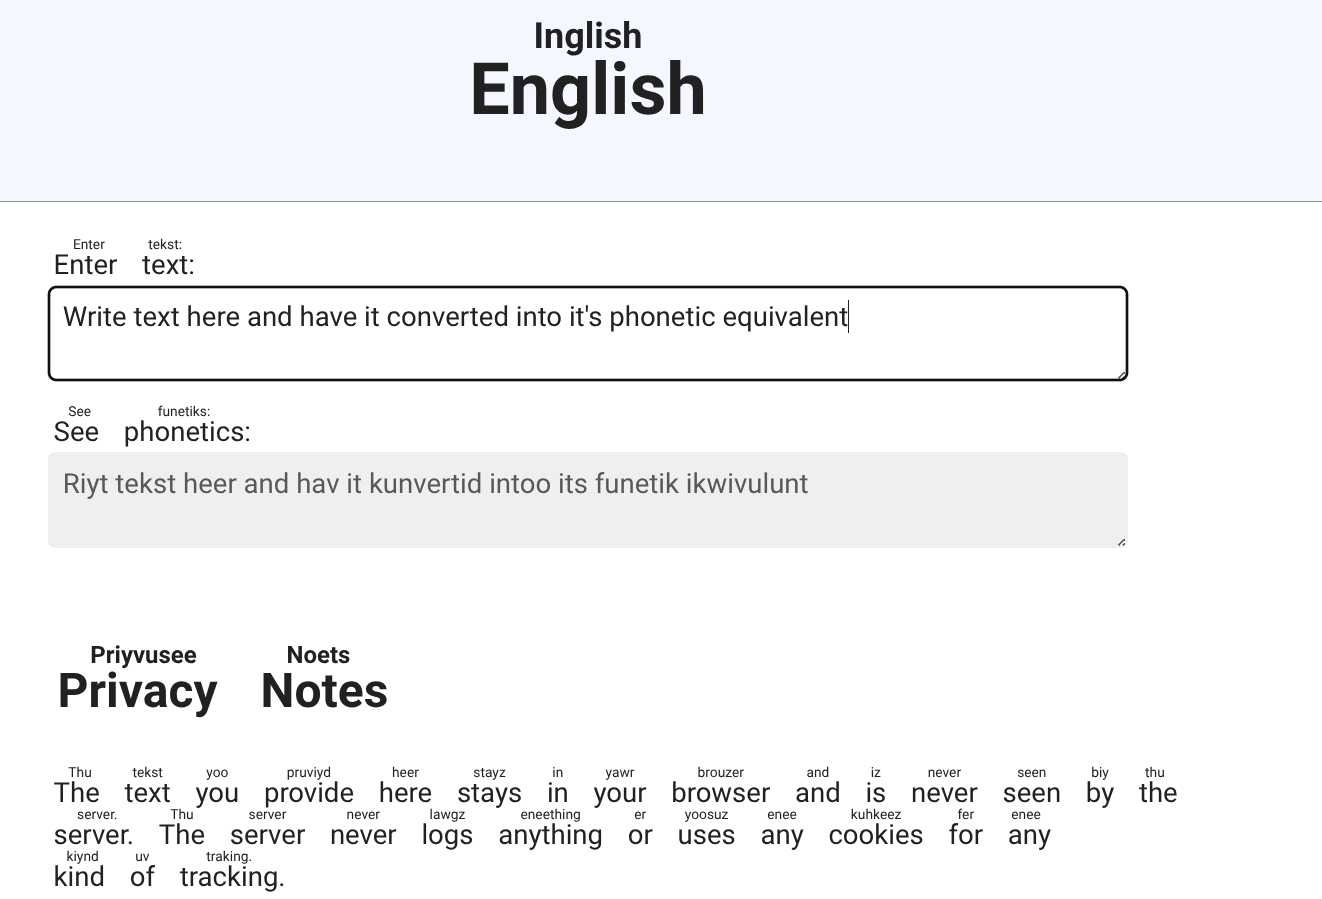 Inglish
English
Enter tekst:
Enter text:
Write text here and have it converted into it's phonetic equivalent
See funetiks:
See phonetics:
Riyt tekst heer and hav it kunvertid intoo its funetik ikwivulunt
Priyvusee Noets
Privacy Notes
Thu tekst yoo pruviyd heer stayz in yawr brouzer and iz never seen biy thu
The text you provide here stays in your browser and is never seen by the
server. Thu server never lawgz eneething er yoosuz enee kuhkeez fer enee
server. The server never logs anything or uses any cookies for any
kiynd uv traking.
kind of tracking.